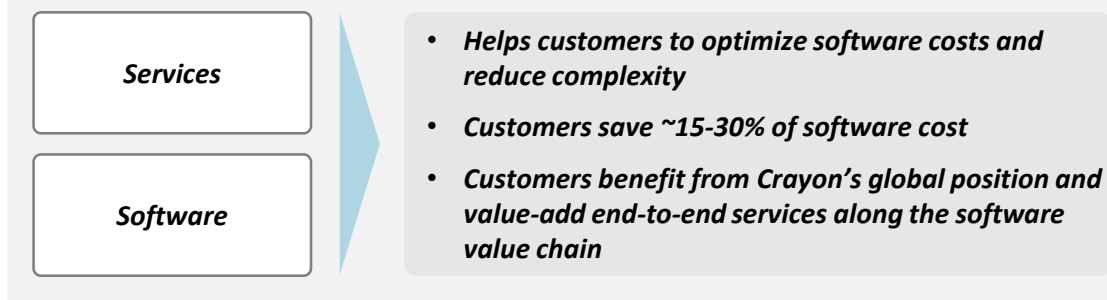 Services
Software
• Helps customers to optimize software costs and
reduce complexity
• Customers save ~15-30% of software cost
• Customers benefit from Crayon’s global position and
value-add end-to-end services along the software
value chain